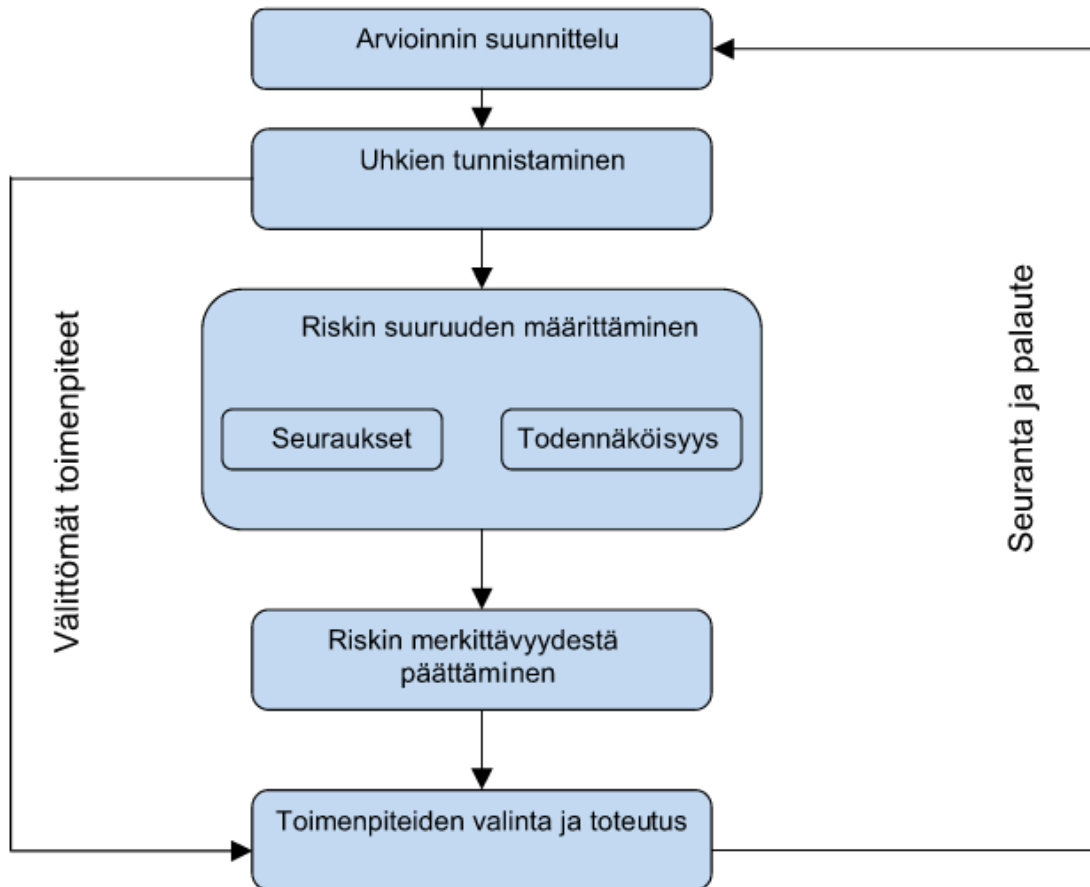 Arvioinnin suunnittelu
Uhkien tunnistaminen
Välittömät toimenpiteet
Riskin suuruuden määrittäminen
Seuraukset
Todennäköisyys
Seuranta ja palaute
Riskin merkittävyydestä
päättäminen
Toimenpiteiden valinta ja toteutus